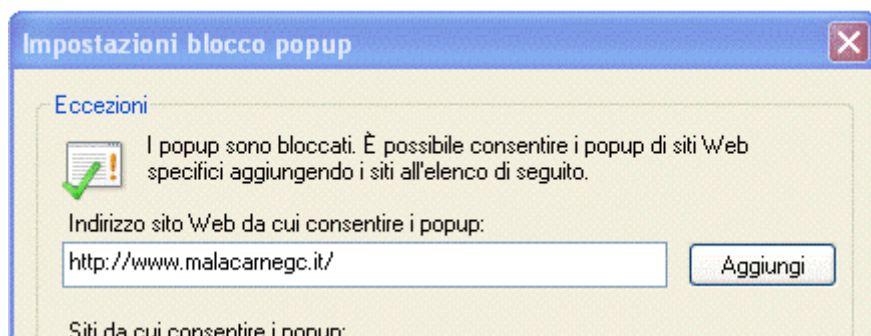 Impostazioni blocco popup
Eccezioni
I popup sono bloccati. È possibile consentire i popup di siti Web
specifici aggiungendo i siti all'elenco di seguito.
Indirizzo sito Web da cui consentire i popup:
http://www.malacarnegc.it/
Aggiungi
Siti da cui consentire i popup: